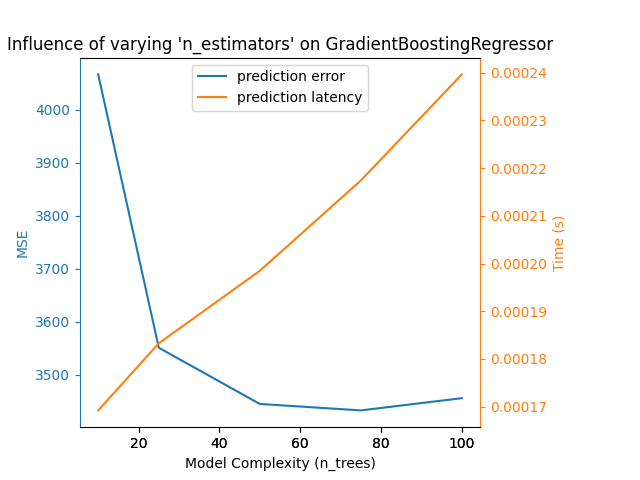 Influence of varying 'n_estimators' on GradientBoostingRegressor
prediction error
prediction latency
4000
3900
3800
3700
3600
3500
MSE
0.00024
0.00023
0.00022
0.00021
0.00020
0.00019
0.00018
0.00017
Time (s)
20 40 60 80 100
Model Complexity (n_trees)